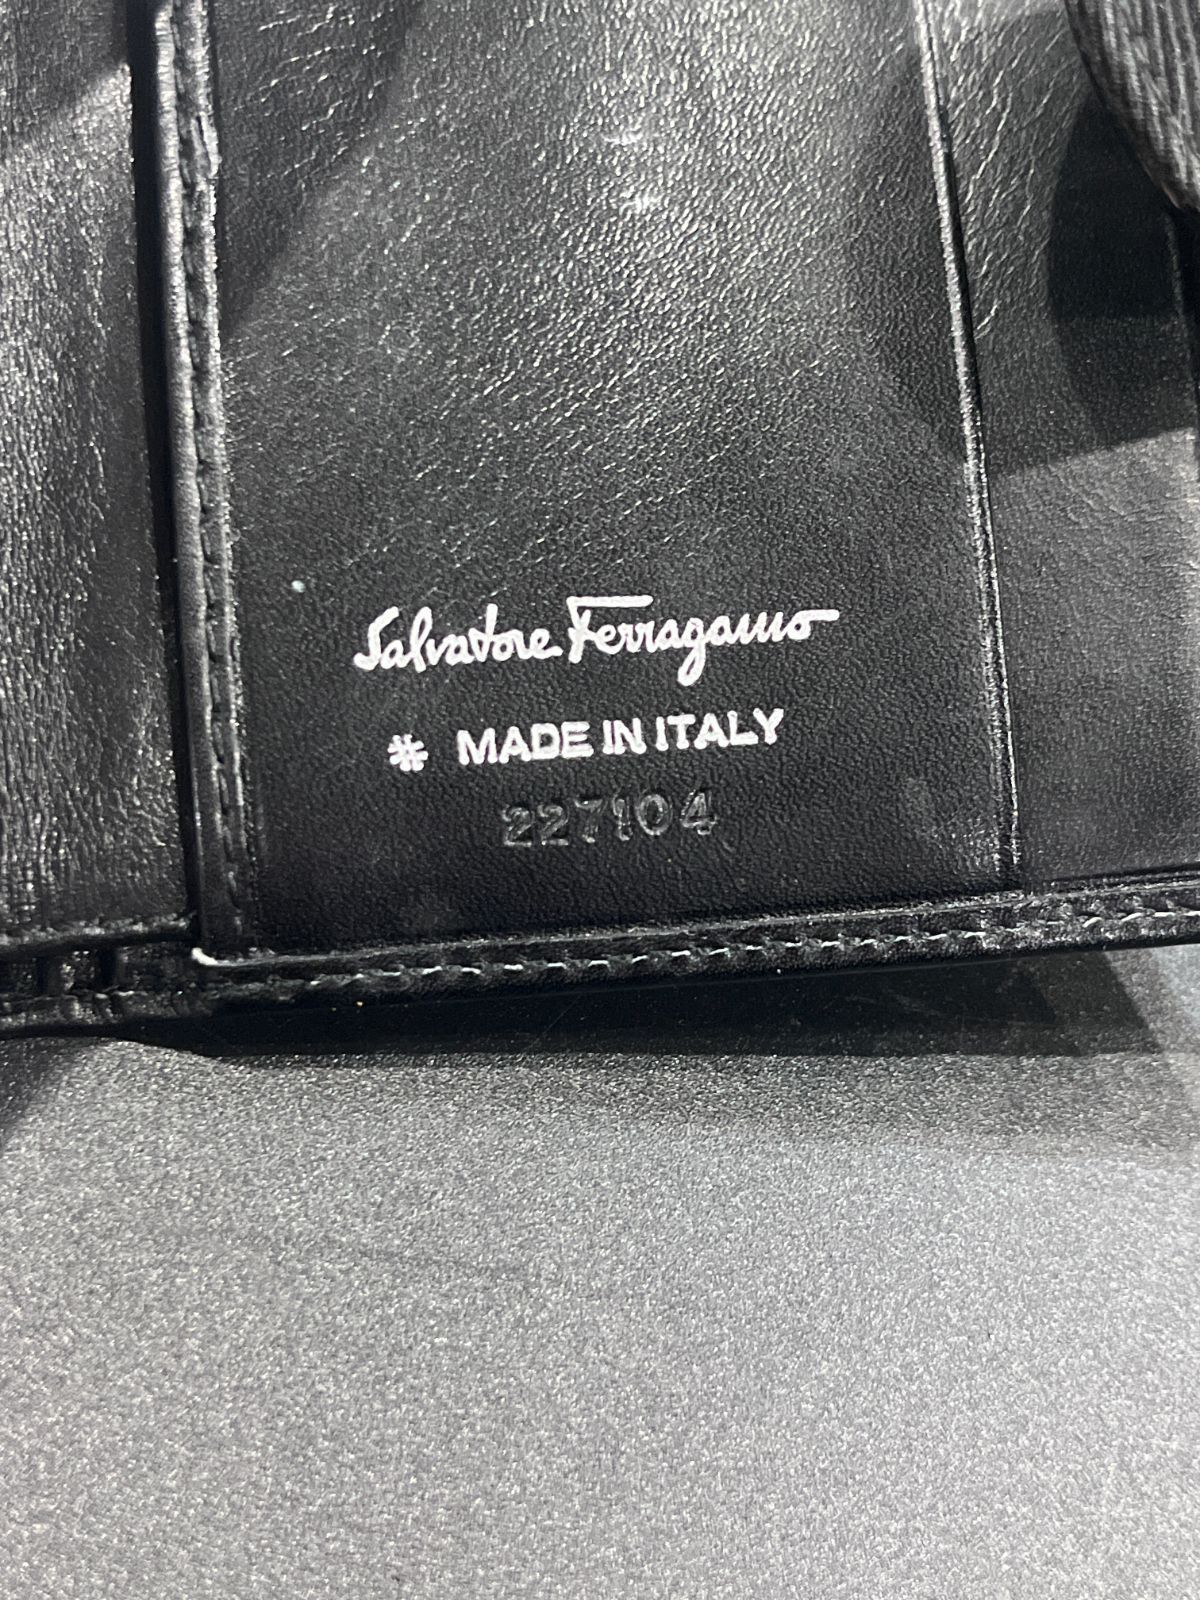 Salvatore Ferragamo
* MADE IN ITALY
227104